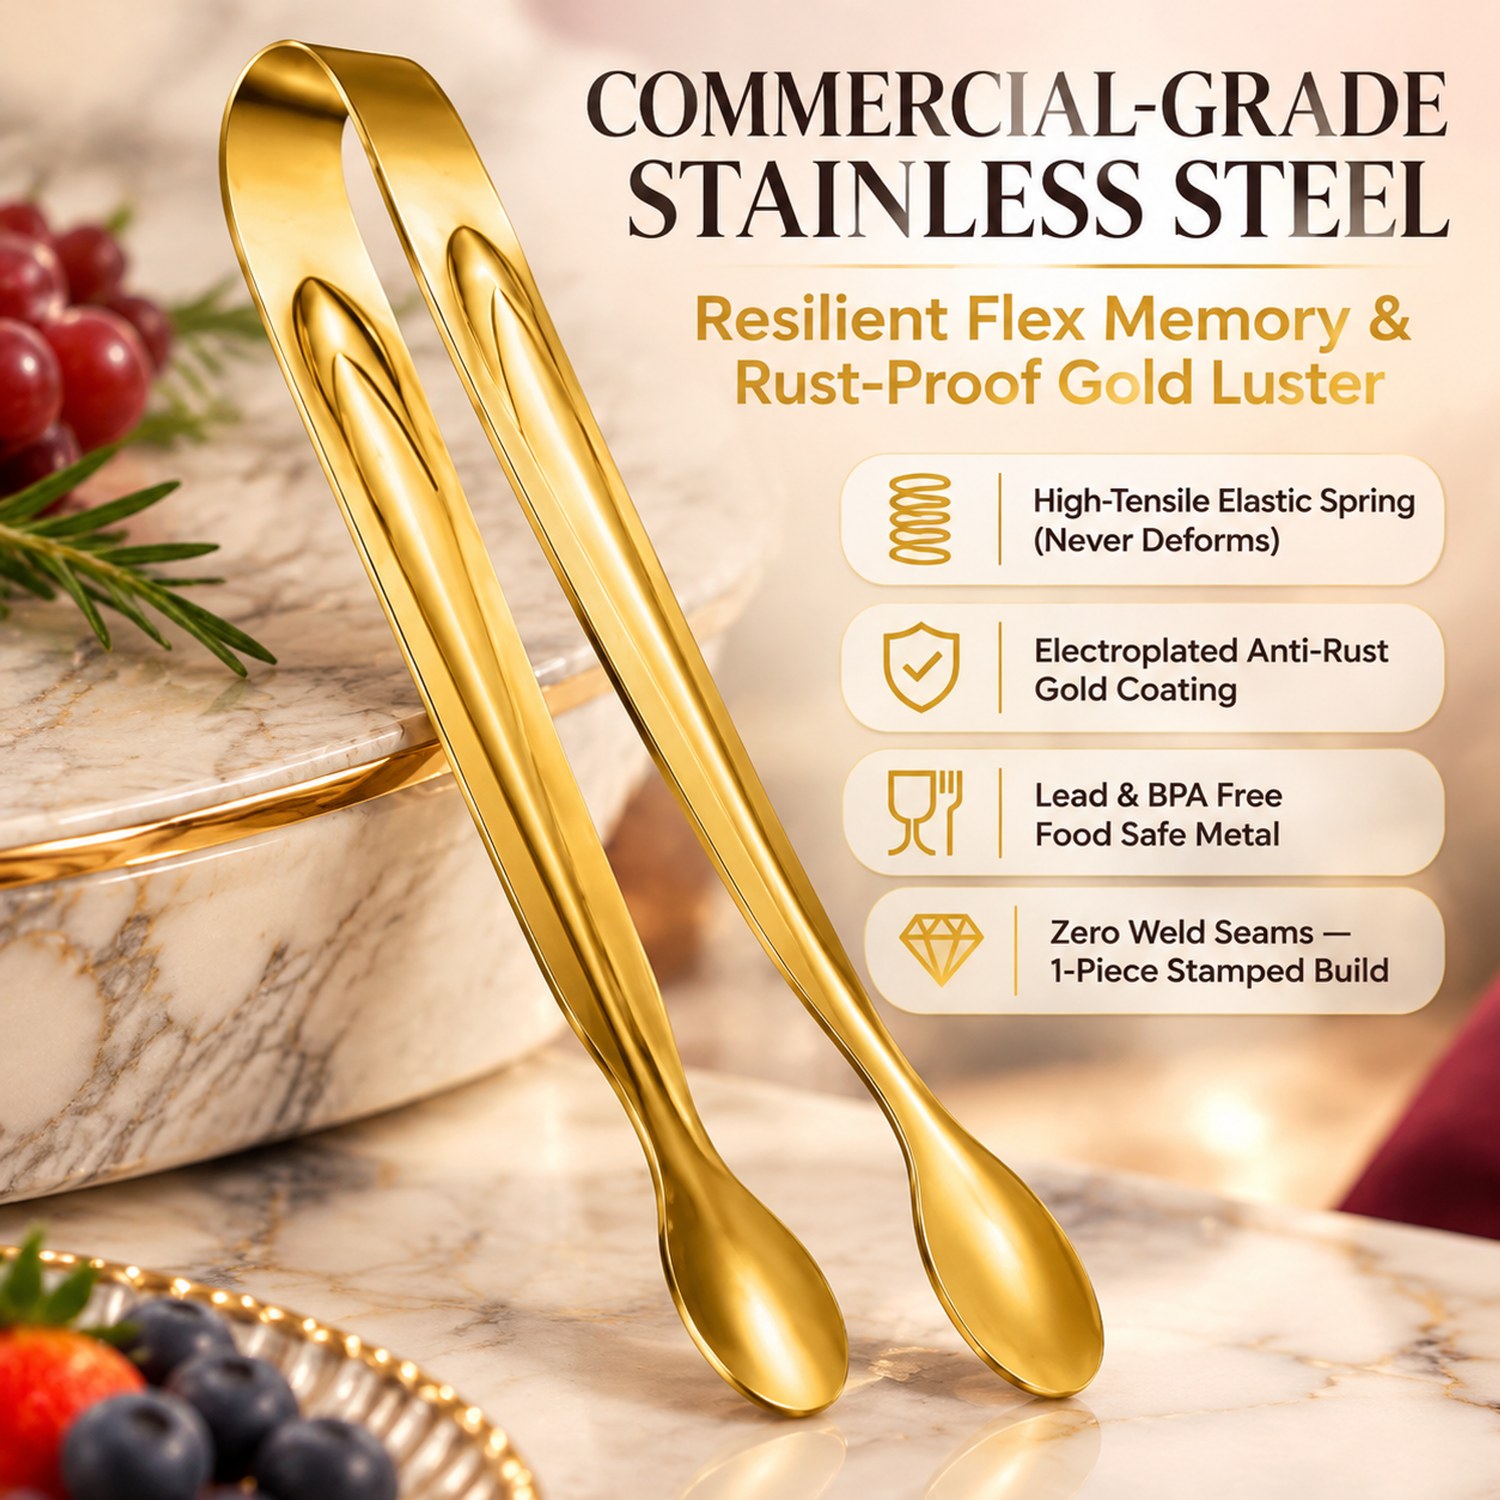 COMMERCIAL-GRADE
STAINLESS STEEL
Resilient Flex Memory &
Rust-Proof Gold Luster
High-Tensile Elastic Spring
(Never Deforms)
Electroplated Anti-Rust
Gold Coating
Lead & BPA Free
Food Safe Metal
Zero Weld Seams —
1-Piece Stamped Build